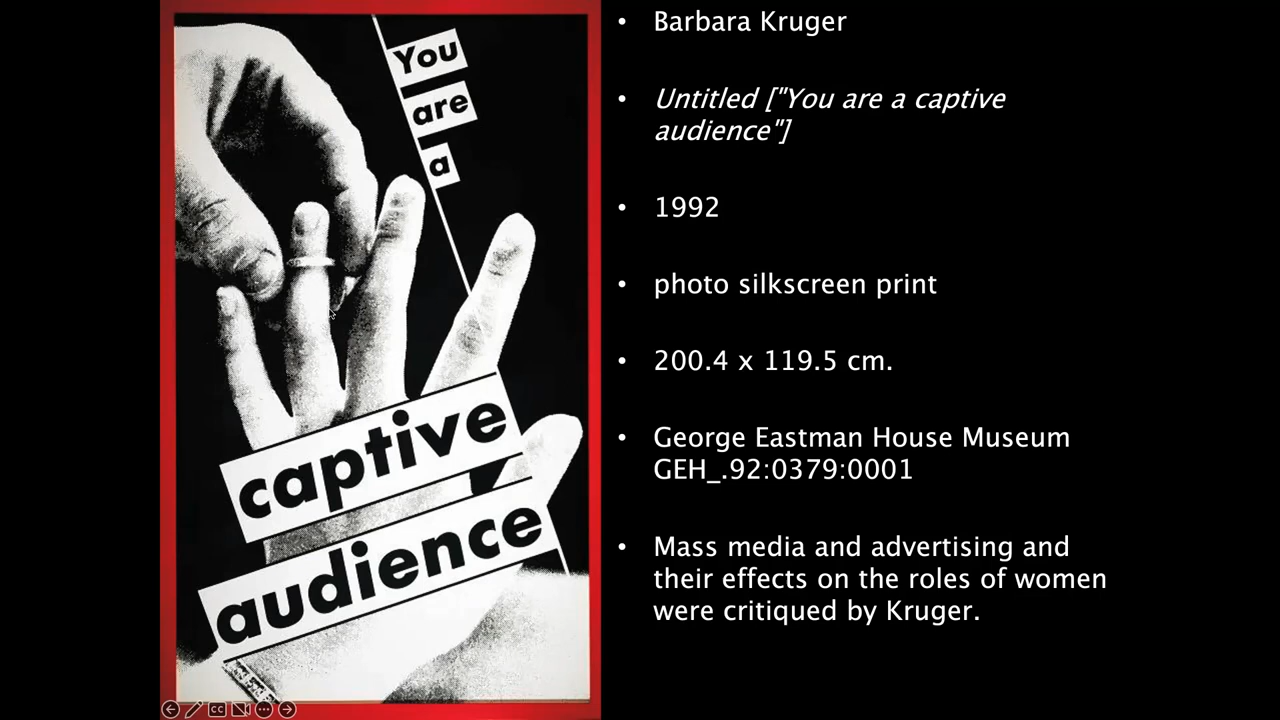 You
are
a
captive
audience
• Barbara Kruger
• Untitled ["You are a captive
audience"]
• 1992
• photo silkscreen print
• 200.4 x 119.5 cm.
• George Eastman House Museum
GEH_.92:0379:0001
• Mass media and advertising and
their effects on the roles of women
were critiqued by Kruger.
CC